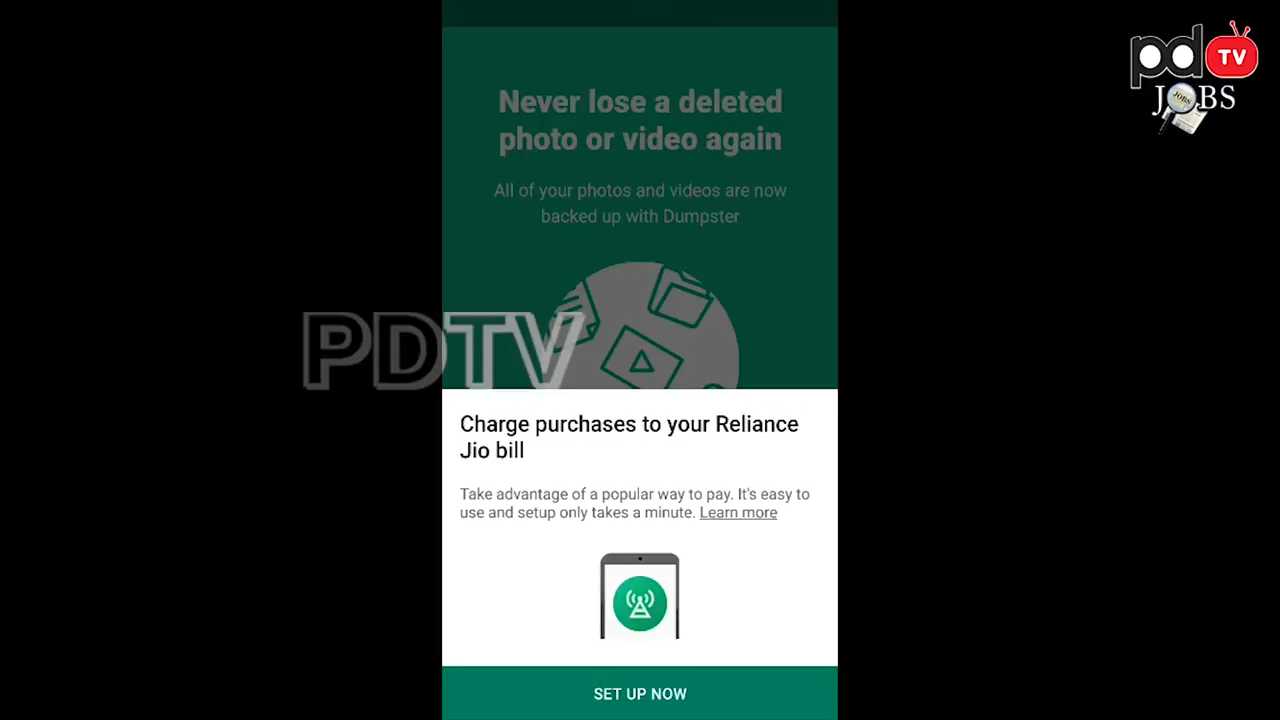 pd TV
JOBS
JOBS
Never lose a deleted
photo or video again
All of your photos and videos are now
backed up with Dumpster
PDTV
Charge purchases to your Reliance
Jio bill
Take advantage of a popular way to pay. It's easy to
use and setup only takes a minute. Learn more
SET UP NOW